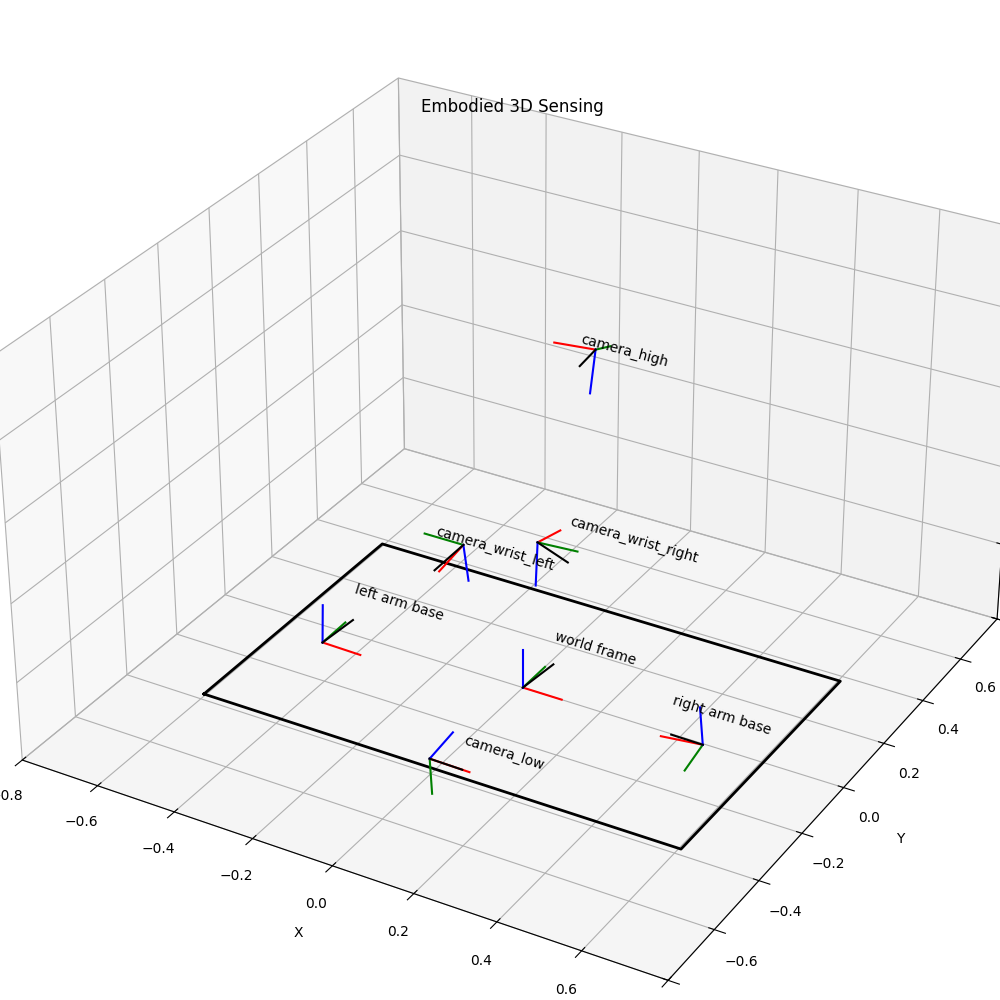 Embodied 3D Sensing
camera_high
camera_wrist_left
camera_wrist_right
left arm base
world frame
right arm base
camera_low
0.8
−0.6
−0.4
−0.2
0.0
0.2
0.4
0.6
X
−0.6
−0.4
−0.2
0.0
0.2
0.4
0.6
Y